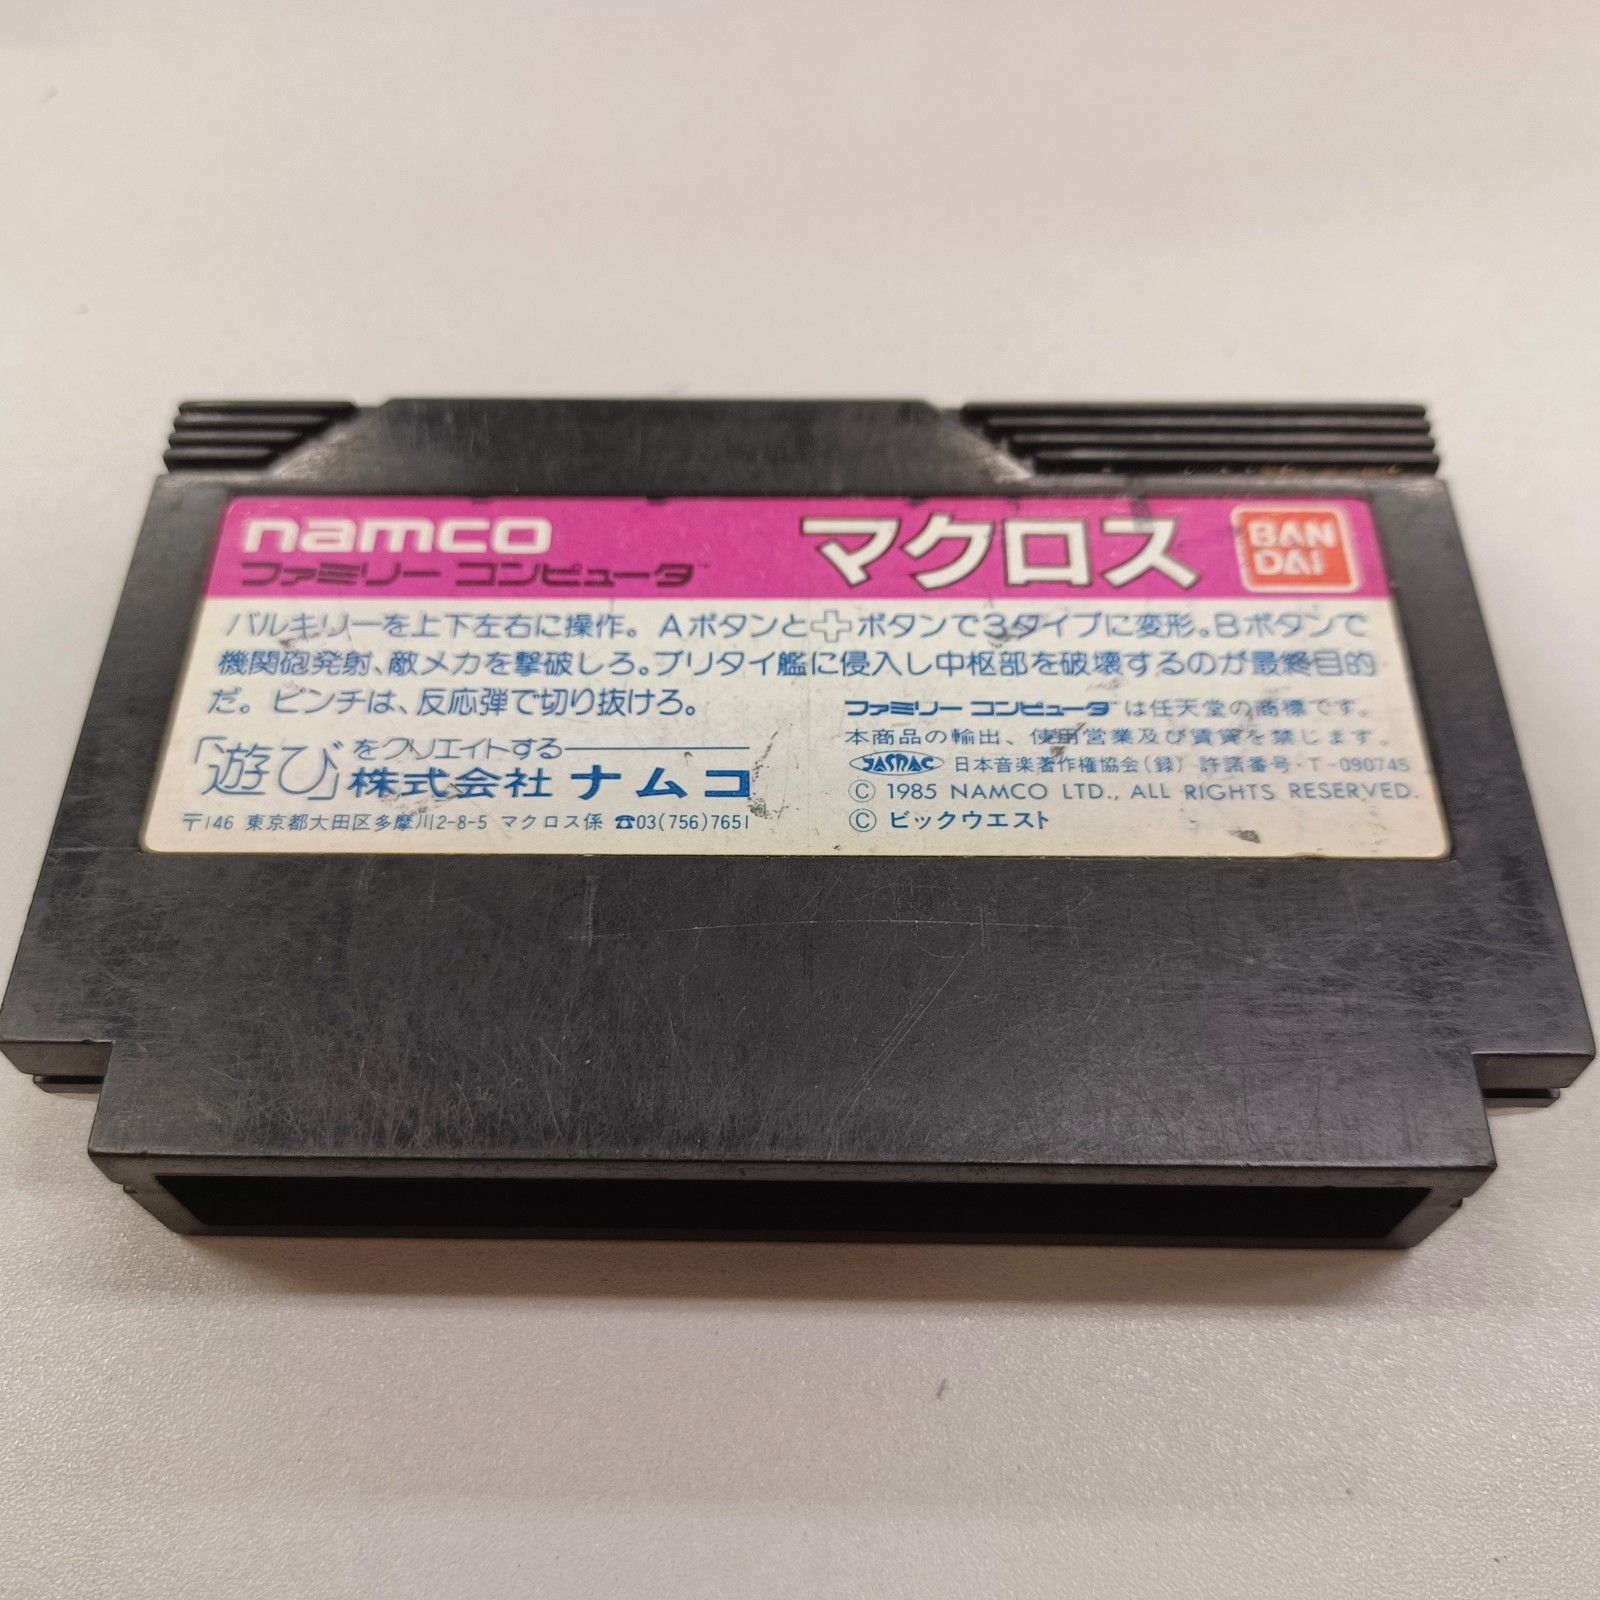 namco
ファミリー コンピュータ™
マクロス
BAN
DAI
バルキリーを上下左右に操作。Aボタンと✚ボタンで3タイプに変形。Bボタンで
機関砲発射、敵メカを撃破しろ。ブリタイ艦に侵入し中枢部を破壊するのが最終目的
だ。ピンチは、反応弾で切り抜けろ。
「遊び」をクリエイトする
株式会社 ナムコ
〒146 東京都大田区多摩川2-8-5 マクロス係 ☎03(756)7651
ファミリー コンピュータ™は任天堂の商標です。
本商品の輸出、使用営業及び賃貸を禁じます。
JASRAC 日本音楽著作権協会(録)許諾番号・T-090745
© 1985 NAMCO LTD., ALL RIGHTS RESERVED.
© ビックウエスト